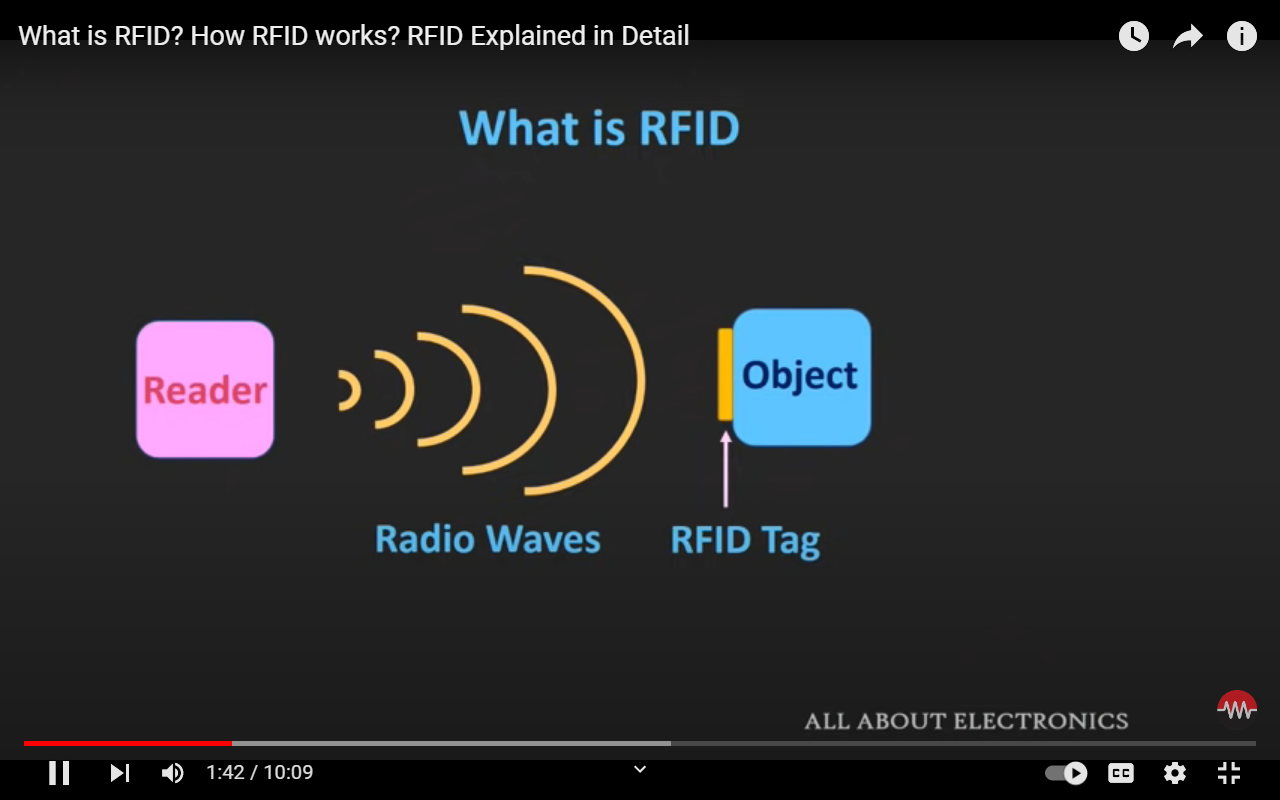 What is RFID? How RFID works? RFID Explained in Detail
What is RFID
Reader
Object
Radio Waves
RFID Tag
ALL ABOUT ELECTRONICS
1:42 / 10:09
CC